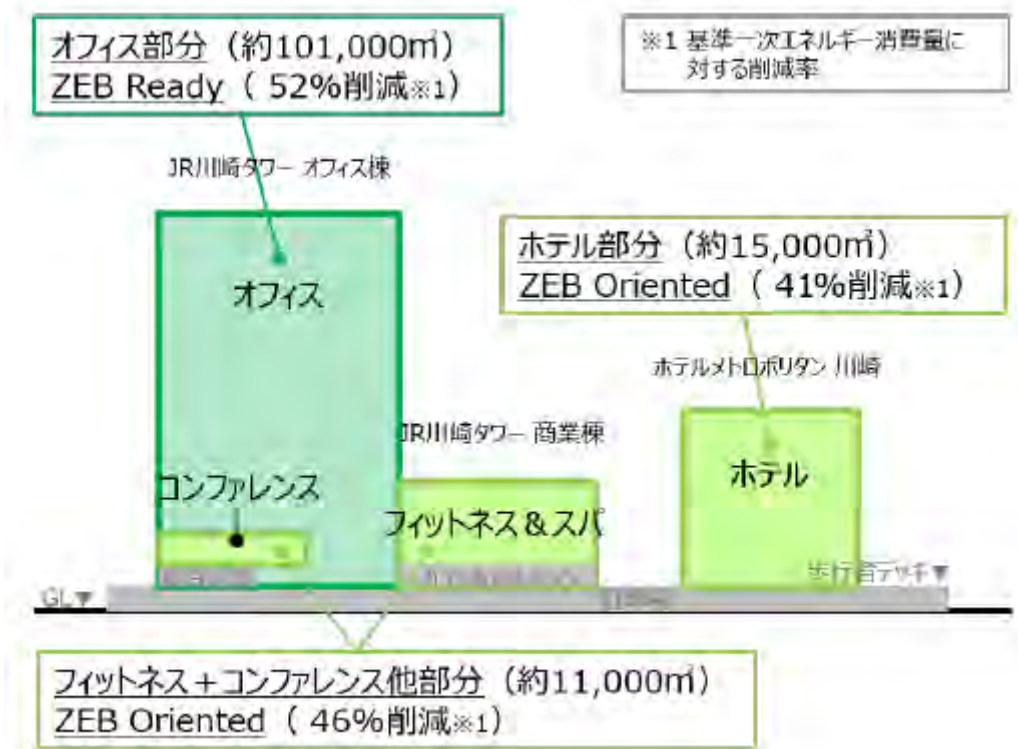 オフィス部分（約101,000㎡）
ZEB Ready（ 52%削減※1）
※1 基準一次エネルギー消費量に
対する削減率
JR川崎タワー オフィス棟
オフィス
ホテル部分（約15,000㎡）
ZEB Oriented（ 41%削減※1）
ホテルメトロポリタン 川崎
JR川崎タワー 商業棟
コンファレンス
フィットネス＆スパ
ホテル
歩行者デッキ▼
GL▼
フィットネス＋コンファレンス他部分（約11,000㎡）
ZEB Oriented（ 46%削減※1）